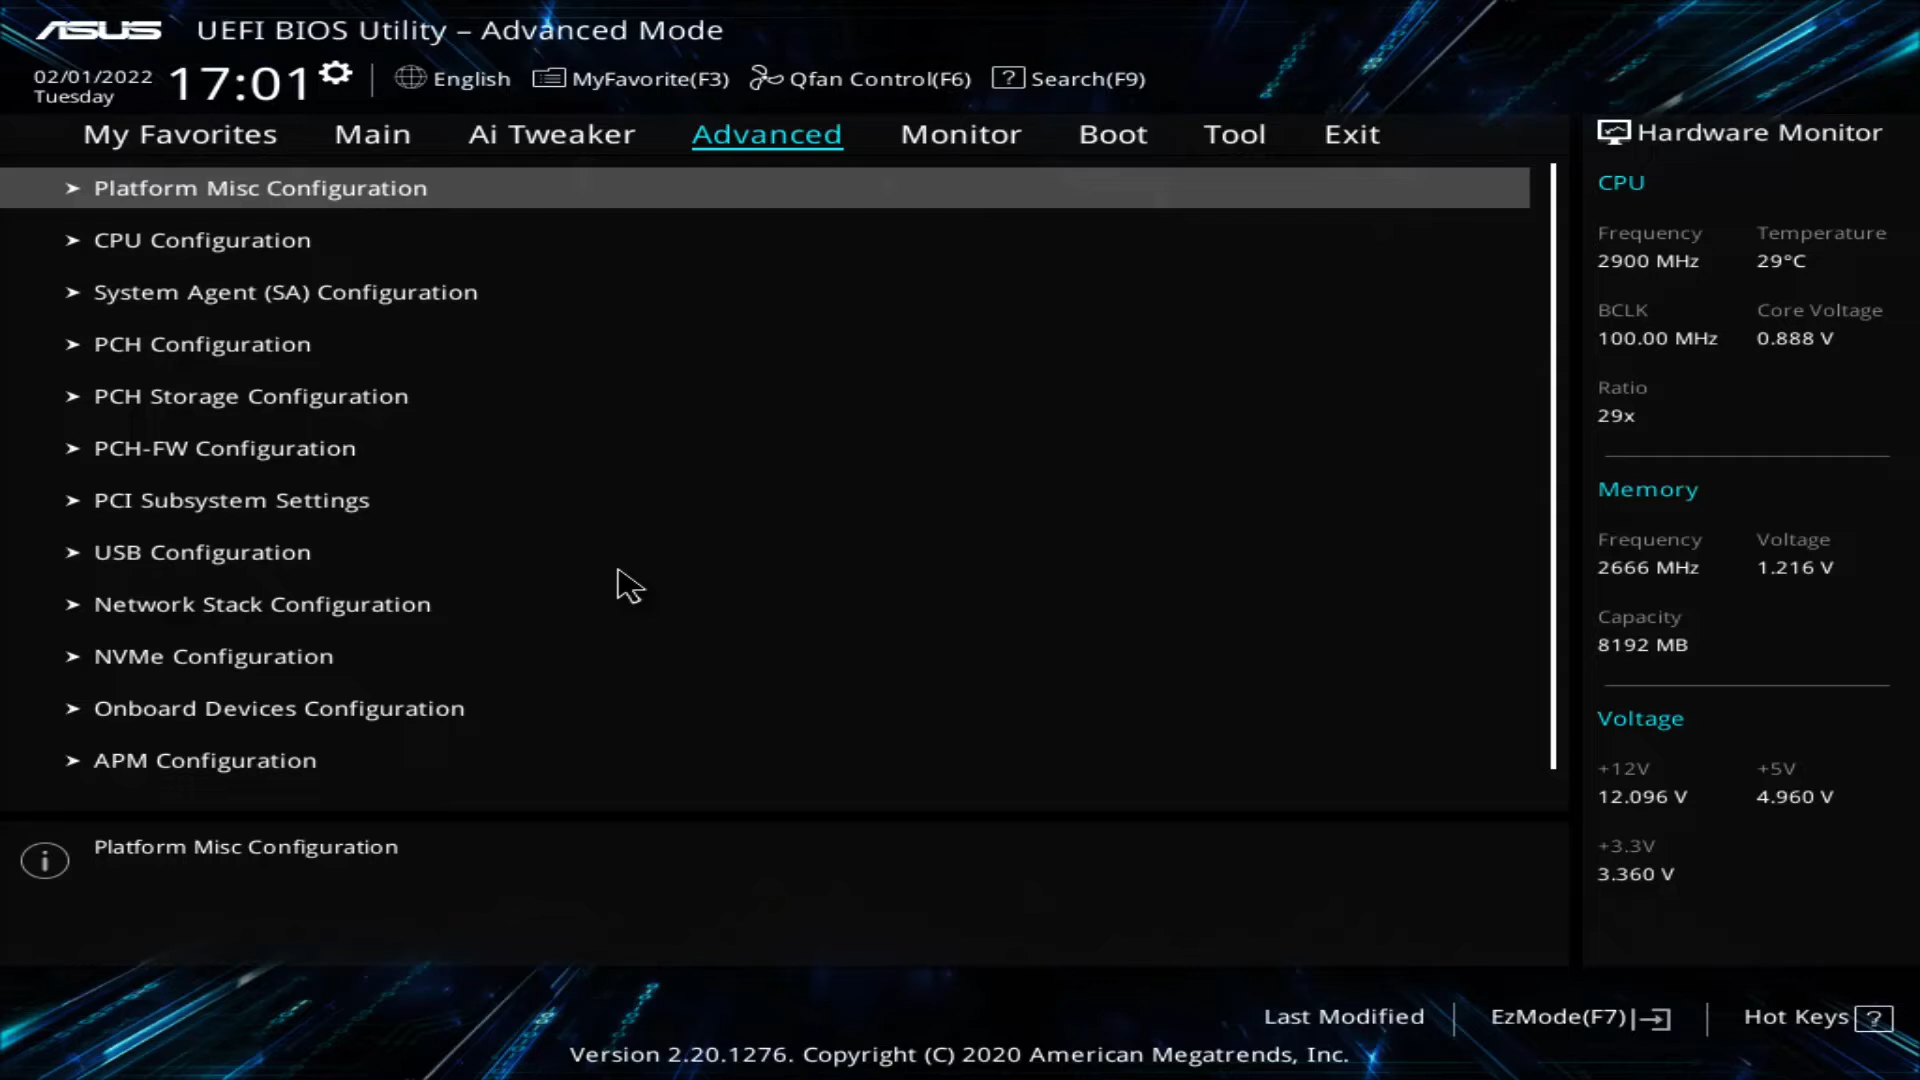 ASUS UEFI BIOS Utility – Advanced Mode
02/01/2022
Tuesday
17:01
English MyFavorite(F3) Qfan Control(F6) ? Search(F9)
My Favorites Main Ai Tweaker Advanced Monitor Boot Tool Exit
➤ Platform Misc Configuration
➤ CPU Configuration
➤ System Agent (SA) Configuration
➤ PCH Configuration
➤ PCH Storage Configuration
➤ PCH-FW Configuration
➤ PCI Subsystem Settings
➤ USB Configuration
➤ Network Stack Configuration
➤ NVMe Configuration
➤ Onboard Devices Configuration
➤ APM Configuration
i Platform Misc Configuration
Hardware Monitor
CPU
Frequency Temperature
2900 MHz 29°C
BCLK Core Voltage
100.00 MHz 0.888 V
Ratio
29x
Memory
Frequency Voltage
2666 MHz 1.216 V
Capacity
8192 MB
Voltage
+12V +5V
12.096 V 4.960 V
+3.3V
3.360 V
Last Modified EzMode(F7) Hot Keys ?
Version 2.20.1276. Copyright (C) 2020 American Megatrends, Inc.